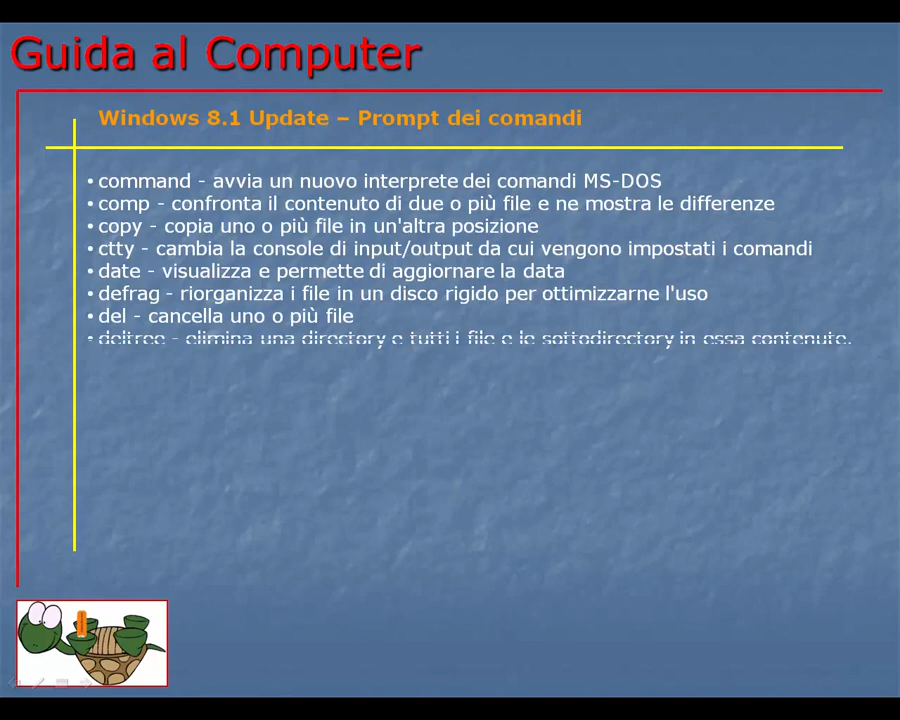 Guida al Computer
Windows 8.1 Update – Prompt dei comandi
• command - avvia un nuovo interprete dei comandi MS-DOS
• comp - confronta il contenuto di due o più file e ne mostra le differenze
• copy - copia uno o più file in un'altra posizione
• ctty - cambia la console di input/output da cui vengono impostati i comandi
• date - visualizza e permette di aggiornare la data
• defrag - riorganizza i file in un disco rigido per ottimizzarne l'uso
• del - cancella uno o più file
• deltree - elimina una directory e tutti i file e le sottodirectory in essa contenute.